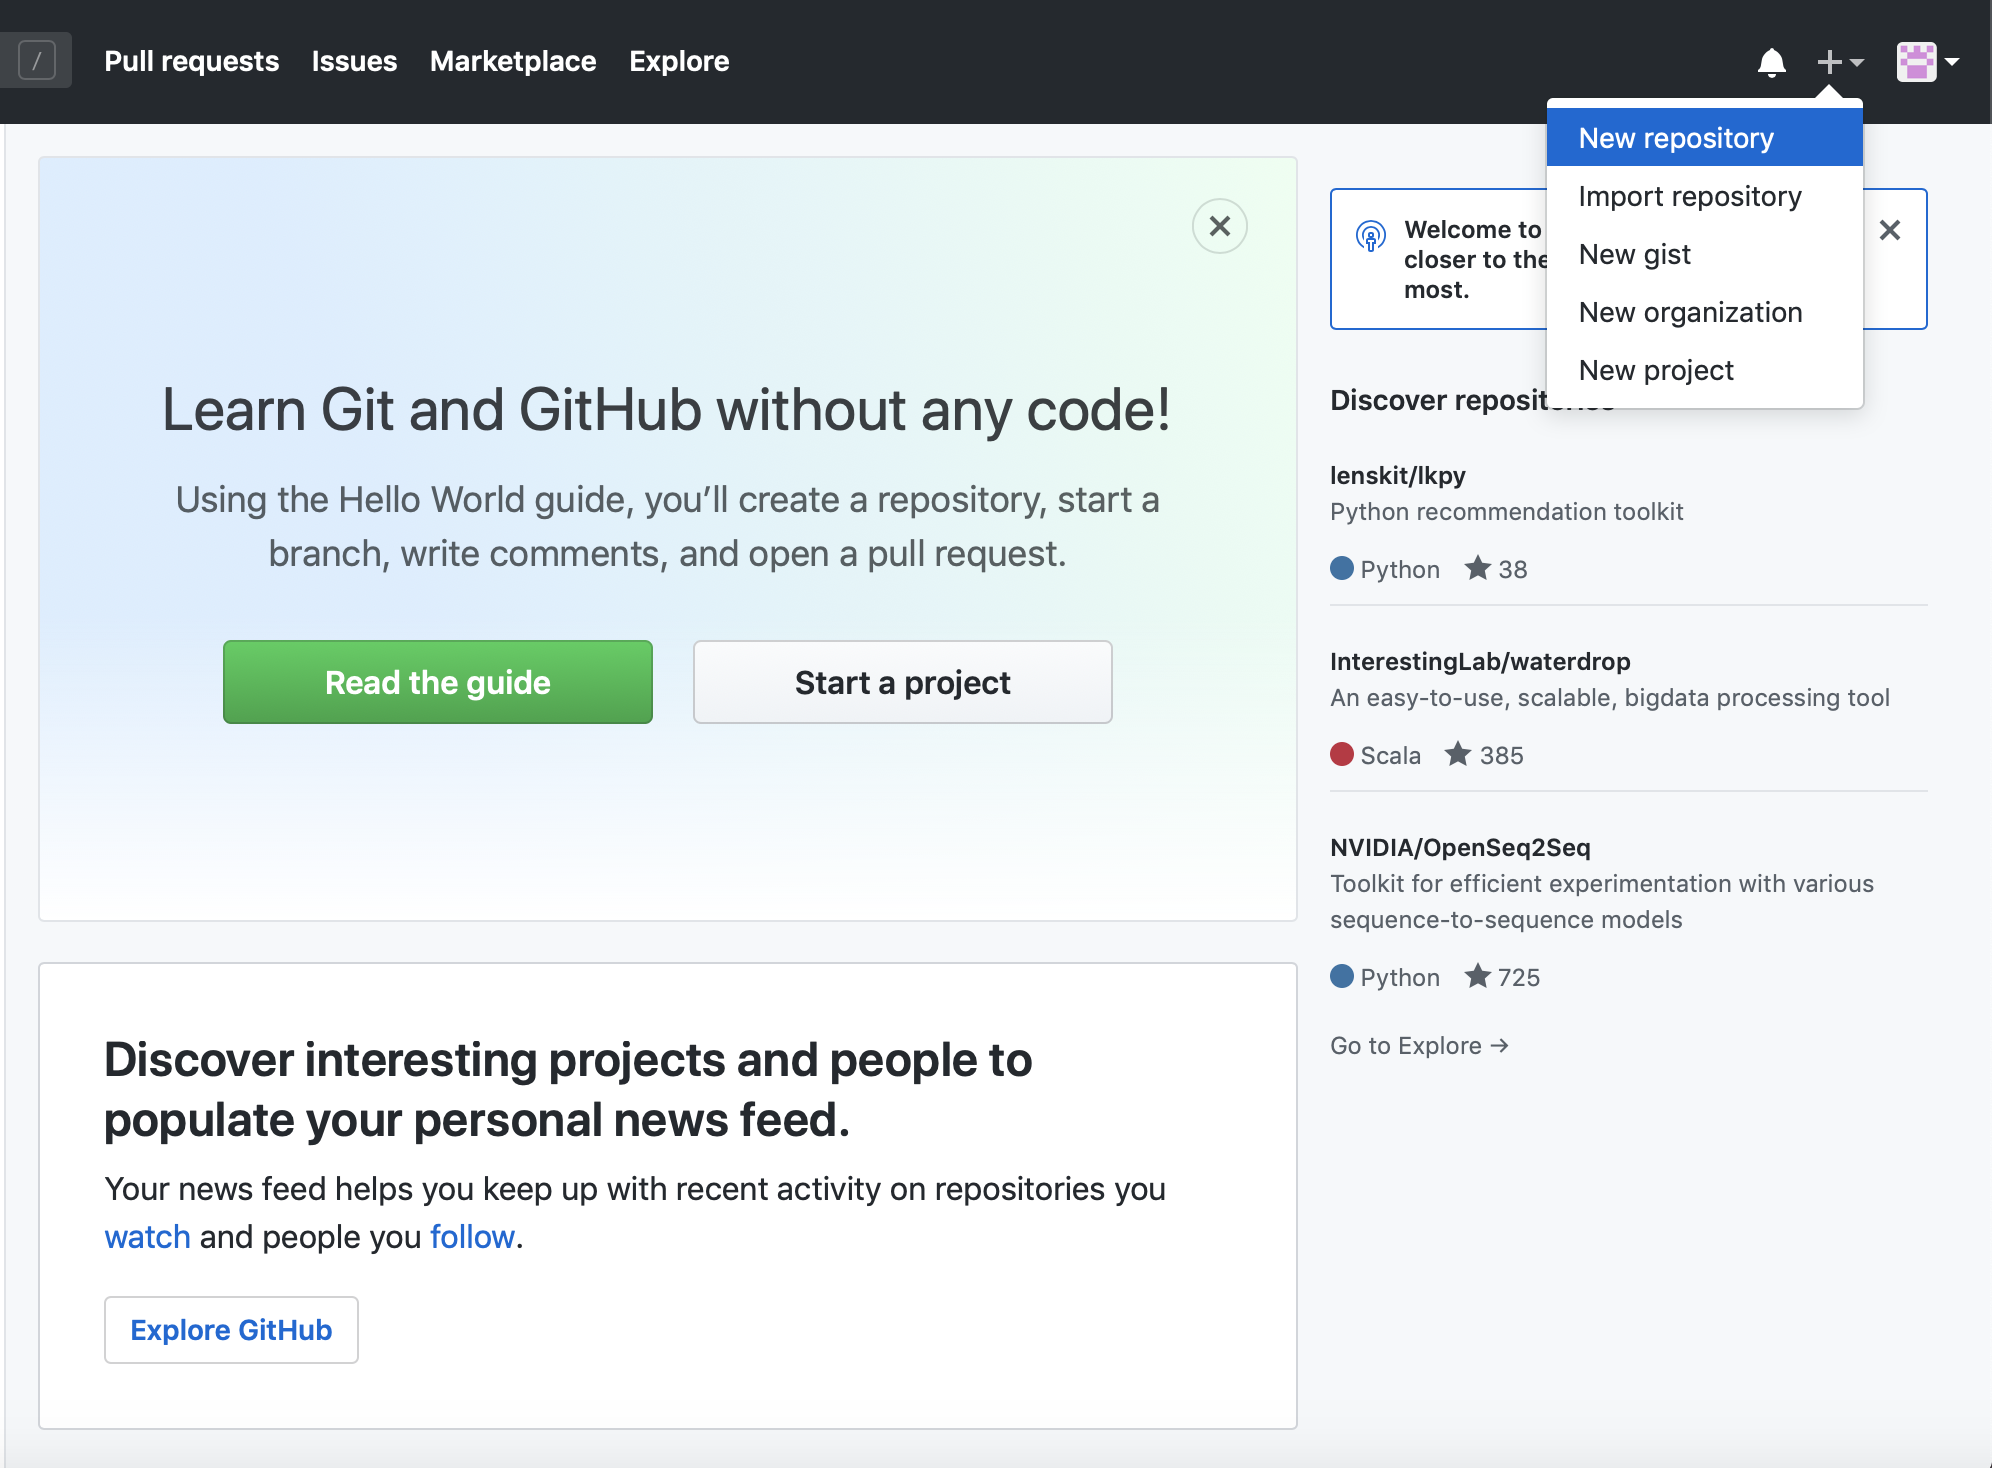 /
Pull requests Issues Marketplace Explore
New repository
Import repository
New gist
New organization
New project
Learn Git and GitHub without any code!
Using the Hello World guide, you’ll create a repository, start a
branch, write comments, and open a pull request.
Read the guide Start a project
Discover interesting projects and people to
populate your personal news feed.
Your news feed helps you keep up with recent activity on repositories you
watch and people you follow.
Explore GitHub
Welcome to
closer to the
most.
Discover repositories
lenskit/lkpy
Python recommendation toolkit
Python 38
InterestingLab/waterdrop
An easy-to-use, scalable, bigdata processing tool
Scala 385
NVIDIA/OpenSeq2Seq
Toolkit for efficient experimentation with various
sequence-to-sequence models
Python 725
Go to Explore →